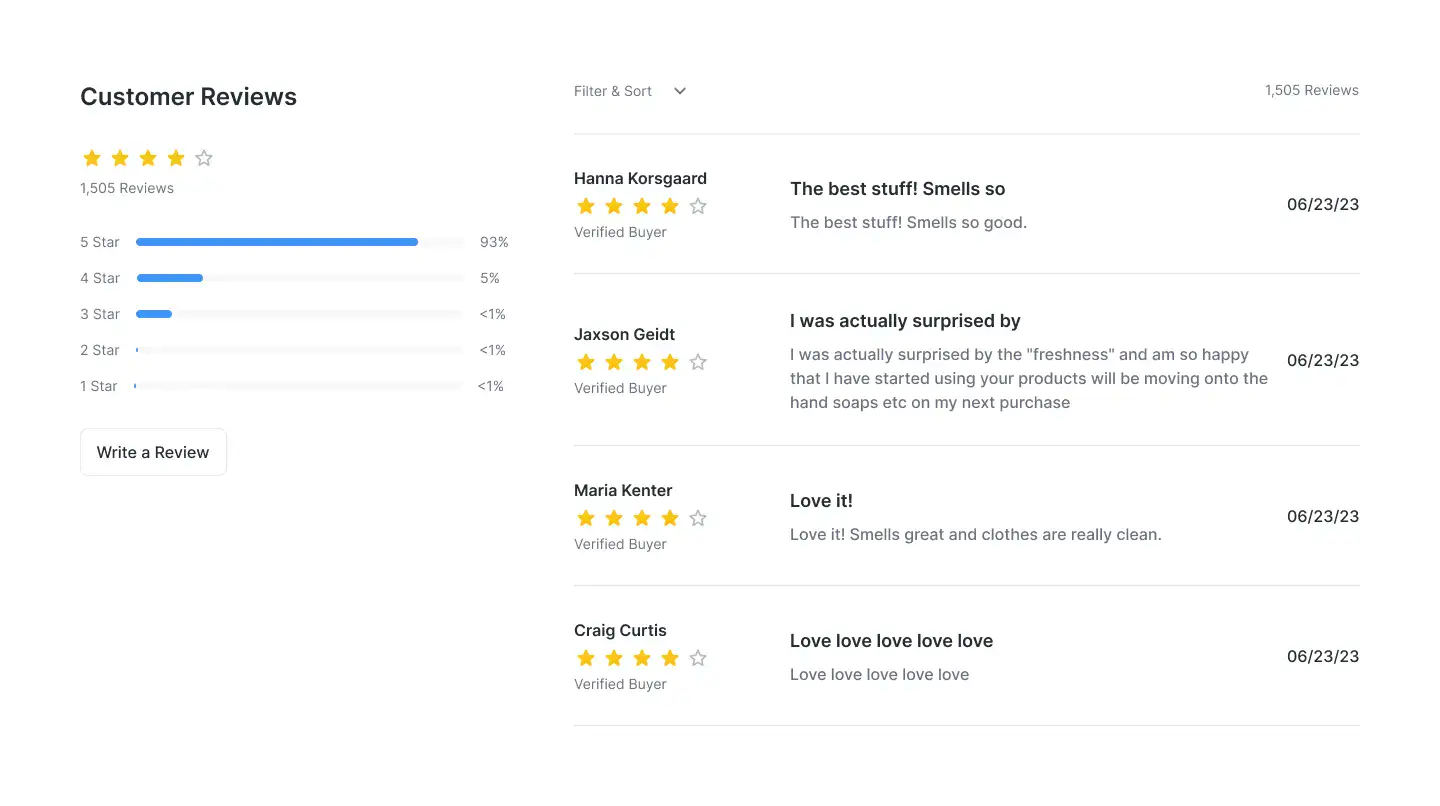 Customer Reviews
1,505 Reviews
5 Star 93%
4 Star 5%
3 Star <1%
2 Star <1%
1 Star <1%
Write a Review
Filter & Sort
1,505 Reviews
Hanna Korsgaard
Verified Buyer
The best stuff! Smells so
The best stuff! Smells so good.
06/23/23
Jaxson Geidt
Verified Buyer
I was actually surprised by
I was actually surprised by the "freshness" and am so happy
that I have started using your products will be moving onto the
hand soaps etc on my next purchase
06/23/23
Maria Kenter
Verified Buyer
Love it!
Love it! Smells great and clothes are really clean.
06/23/23
Craig Curtis
Verified Buyer
Love love love love love
Love love love love love
06/23/23